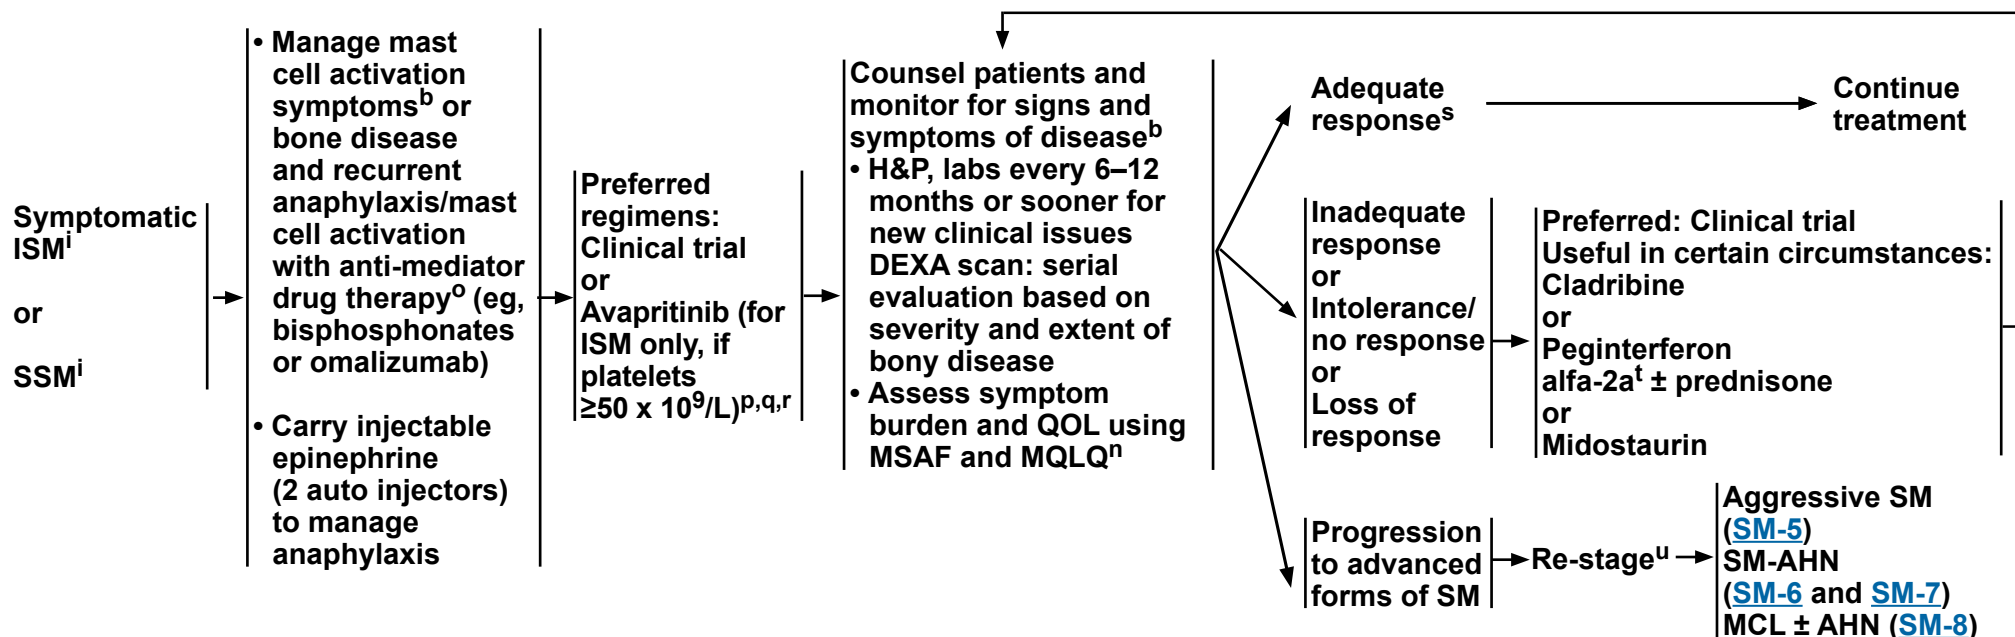 Symptomatic
ISMⁱ
or
SSMⁱ
• Manage mast
cell activation
symptomsᵇ or
bone disease
and recurrent
anaphylaxis/mast
cell activation
with anti-mediator
drug therapyᵒ (eg,
bisphosphonates
or omalizumab)
• Carry injectable
epinephrine
(2 auto injectors)
to manage
anaphylaxis
Preferred
regimens:
Clinical trial
or
Avapritinib (for
ISM only, if
platelets
≥50 x 10⁹/L)ᵖ,q,ʳ
Counsel patients and
monitor for signs and
symptoms of diseaseᵇ
• H&P, labs every 6–12
months or sooner for
new clinical issues
DEXA scan: serial
evaluation based on
severity and extent of
bony disease
• Assess symptom
burden and QOL using
MSAF and MQLQⁿ
Adequate
responseˢ
Continue
treatment
Inadequate
response
or
Intolerance/
no response
or
Loss of
response
Preferred: Clinical trial
Useful in certain circumstances:
Cladribine
or
Peginterferon
alfa-2aᵗ ± prednisone
or
Midostaurin
Progression
to advanced
forms of SM
Re-stageᵘ
Aggressive SM
(SM-5)
SM-AHN
(SM-6 and SM-7)
MCL ± AHN (SM-8)